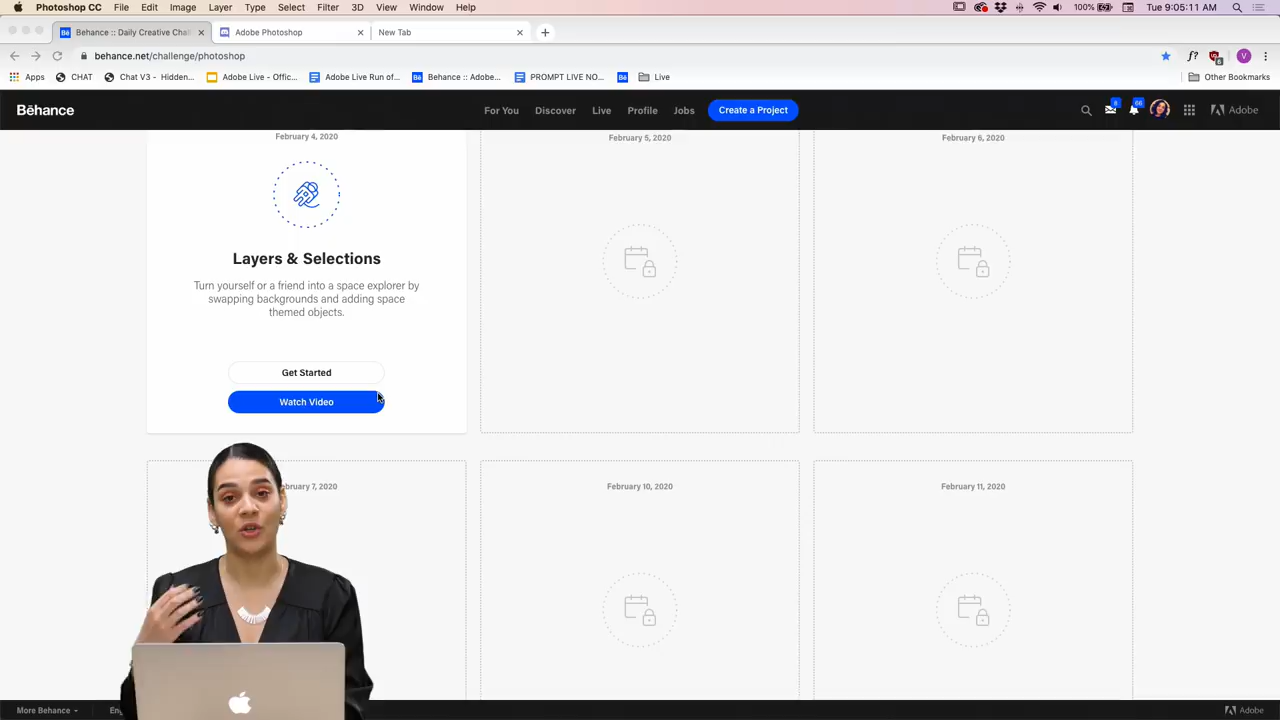 Photoshop CC File Edit Image Layer Type Select Filter 3D View Window Help 100% Tue 9:05:11 AM
Behance :: Daily Creative Chal Adobe Photoshop New Tab
behance.net/challenge/photoshop
Apps CHAT Chat V3 - Hidden... Adobe Live - Offic... Adobe Live Run of... Behance :: Adobe... PROMPT LIVE NO... Live Other Bookmarks
Bēhance For You Discover Live Profile Jobs Create a Project Adobe
February 4, 2020 February 5, 2020 February 6, 2020
Layers & Selections
Turn yourself or a friend into a space explorer by
swapping backgrounds and adding space
themed objects.
Get Started
Watch Video
bruary 7, 2020 February 10, 2020 February 11, 2020
More Behance Adobe